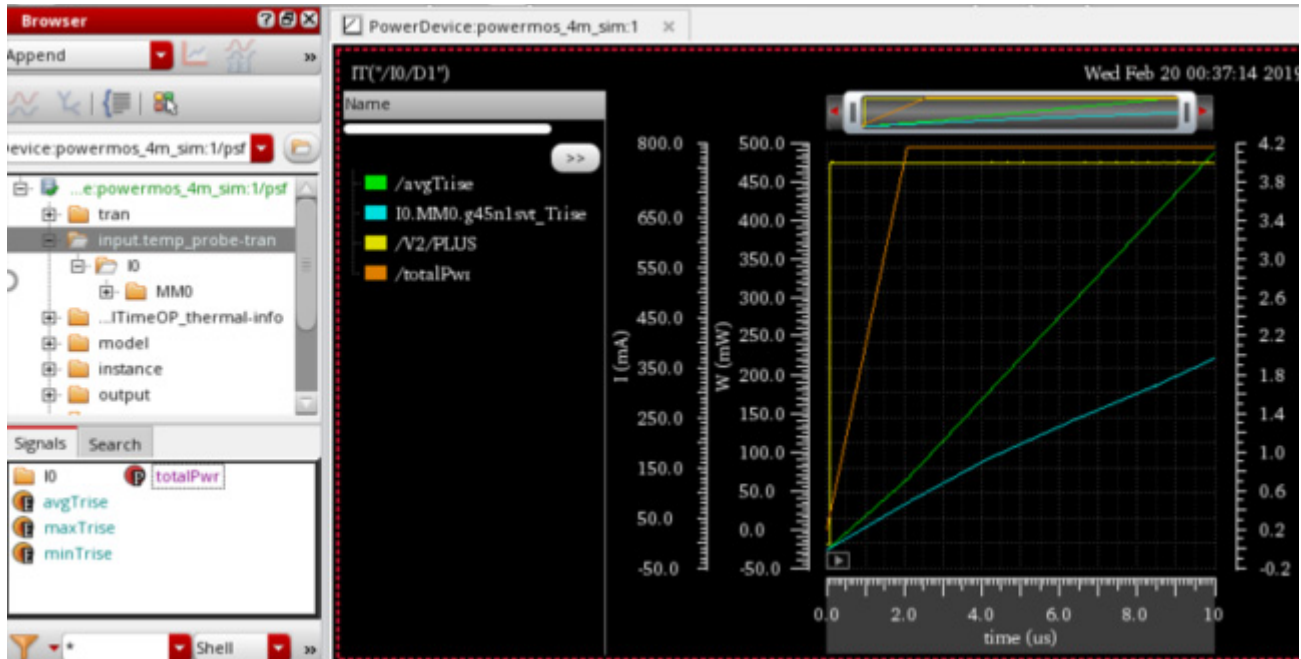 Browser
Append
»
evice:powermos_4m_sim:1/psf
...e:powermos_4m_sim:1/psf
tran
input.temp_probe-tran
I0
MM0
...ITimeOP_thermal-info
model
instance
output
Signals
Search
I0
totalPwr
avgTrise
maxTrise
minTrise
*
Shell
»
PowerDevice:powermos_4m_sim:1
IT("/I0/D1")
Wed Feb 20 00:37:14 2019
Name
>>
/avgTrise
I0.MM0.g45n1svt_Trise
/V2/PLUS
/totalPwr
I (mA)
800.0
650.0
550.0
450.0
350.0
250.0
150.0
50.0
-50.0
W (mW)
500.0
450.0
400.0
350.0
300.0
250.0
200.0
150.0
100.0
50.0
0.0
-50.0
4.2
3.8
3.4
3.0
2.6
2.2
1.8
1.4
1.0
0.6
0.2
-0.2
0.0 2.0 4.0 6.0 8.0 10
time (us)